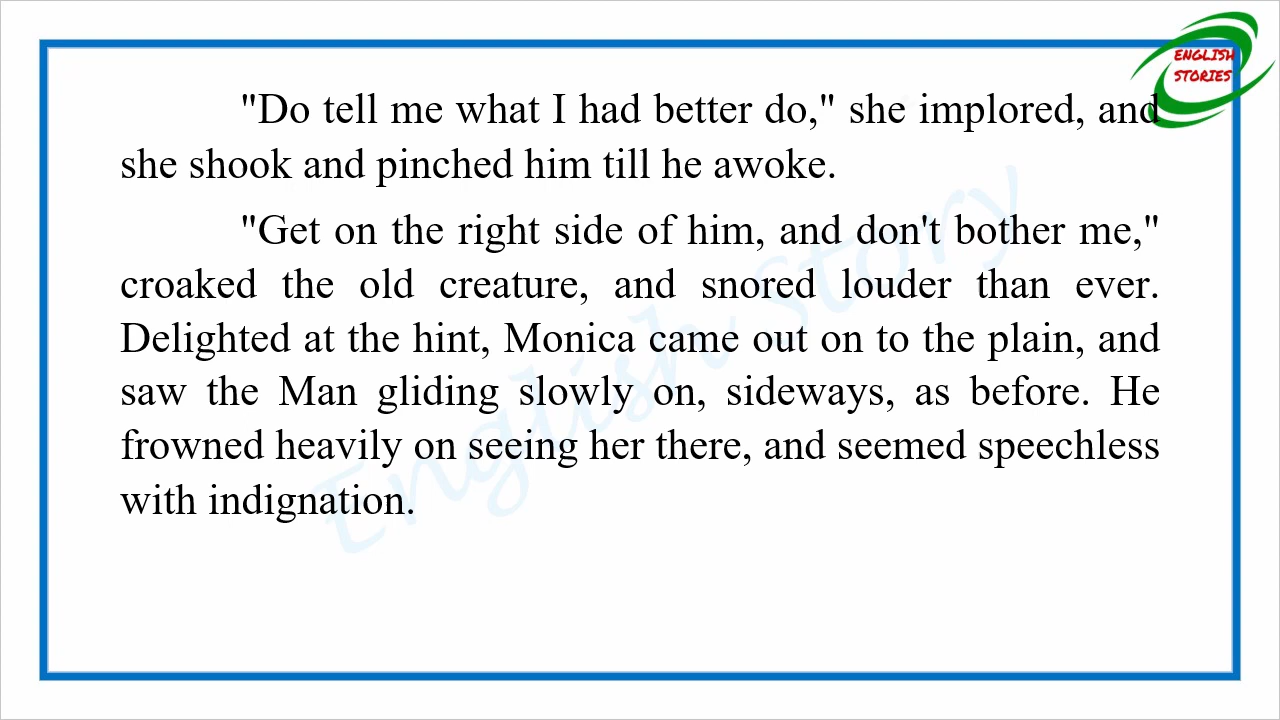 ENGLISH
STORIES
"Do tell me what I had better do," she implored, and
she shook and pinched him till he awoke.
"Get on the right side of him, and don't bother me,"
croaked the old creature, and snored louder than ever.
Delighted at the hint, Monica came out on to the plain, and
saw the Man gliding slowly on, sideways, as before. He
frowned heavily on seeing her there, and seemed speechless
with indignation.
English Story